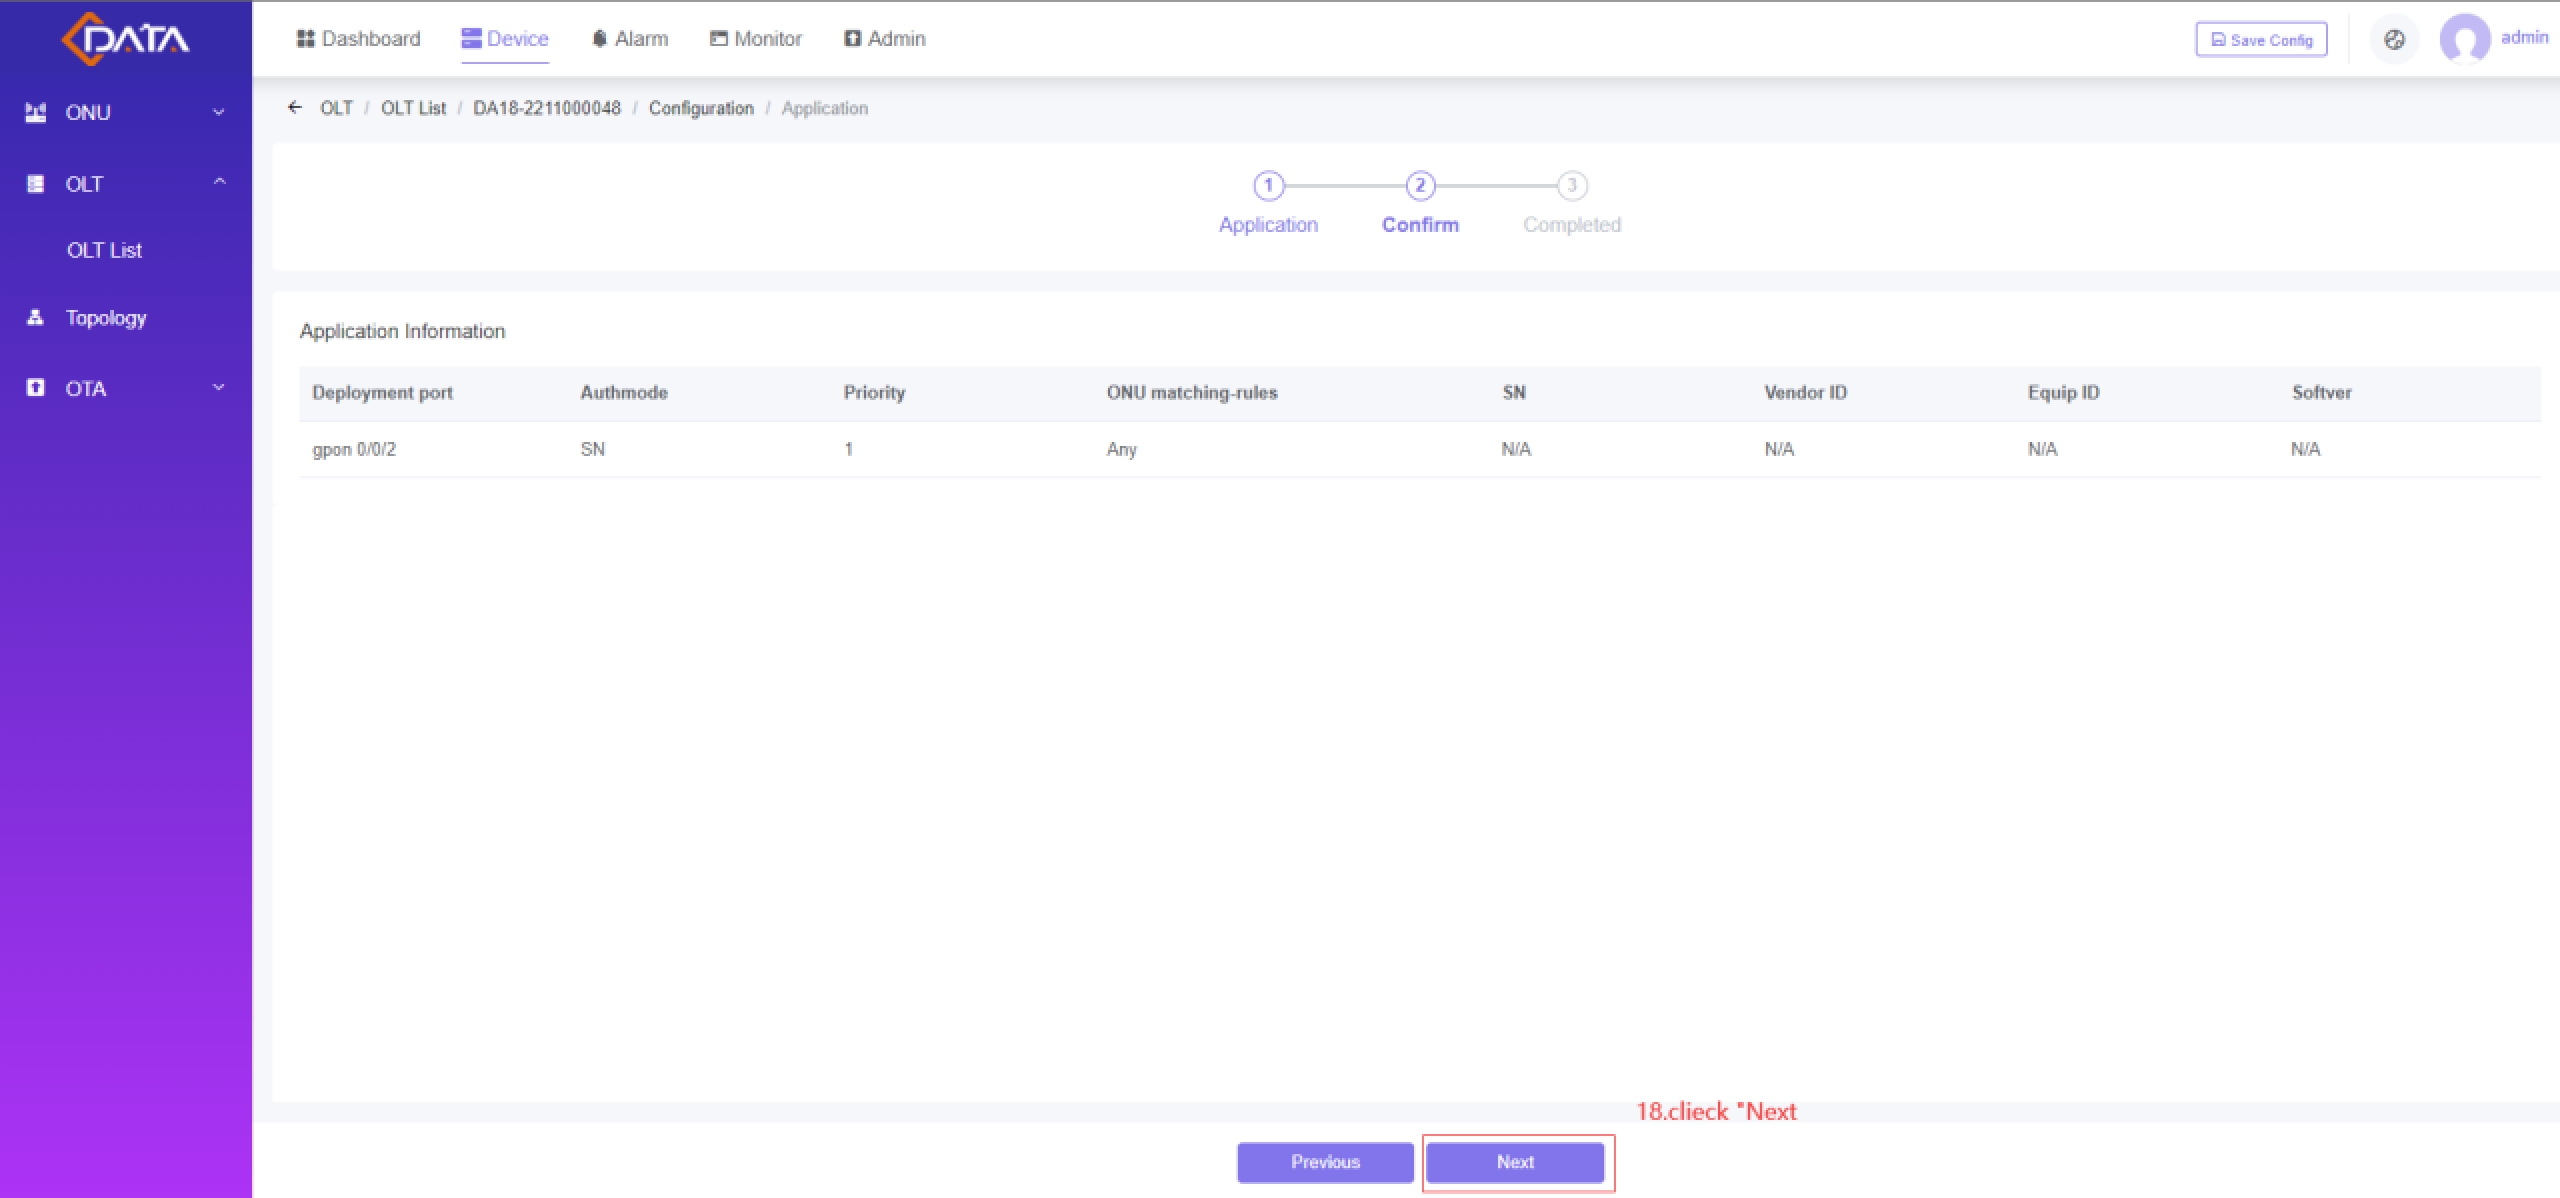 DATA
Dashboard Device Alarm Monitor Admin Save Config admin
ONU
OLT
OLT List
Topology
OTA
OLT / OLT List / DA18-2211000048 / Configuration / Application
1 2 3
Application Confirm Completed
Application Information
Deployment port Authmode Priority ONU matching-rules SN Vendor ID Equip ID Softver
gpon 0/0/2 SN 1 Any N/A N/A N/A N/A
18.clieck "Next
Previous Next